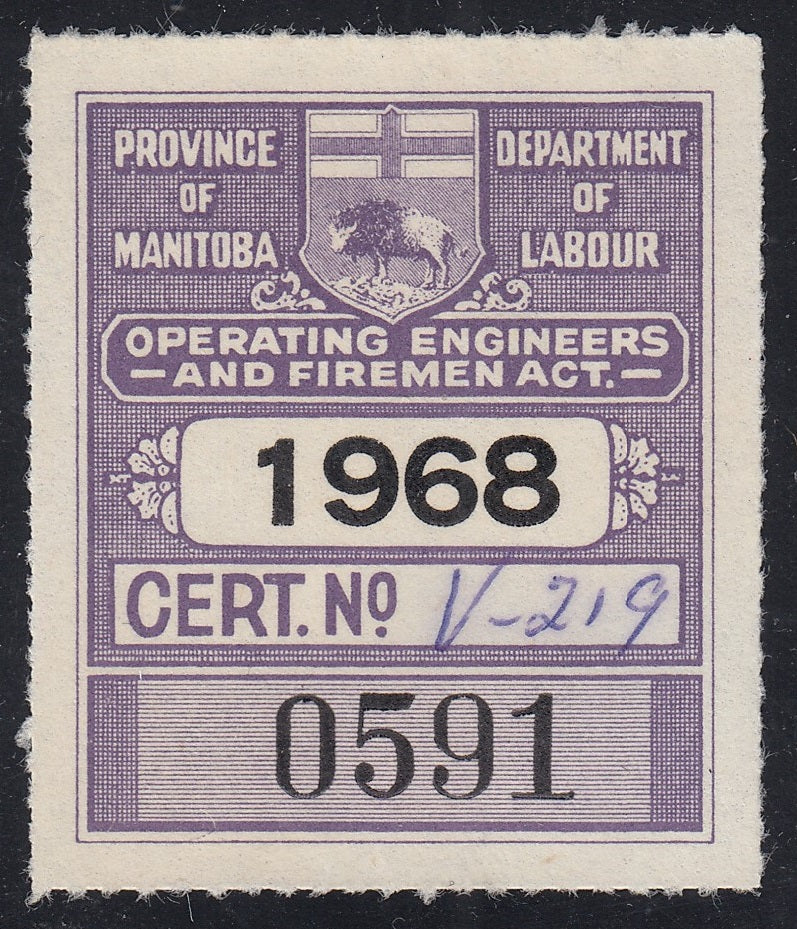 PROVINCE
OF
MANITOBA
DEPARTMENT
OF
LABOUR
OPERATING ENGINEERS
—AND FIREMEN ACT.—
1968
CERT. Nº V-219
0591